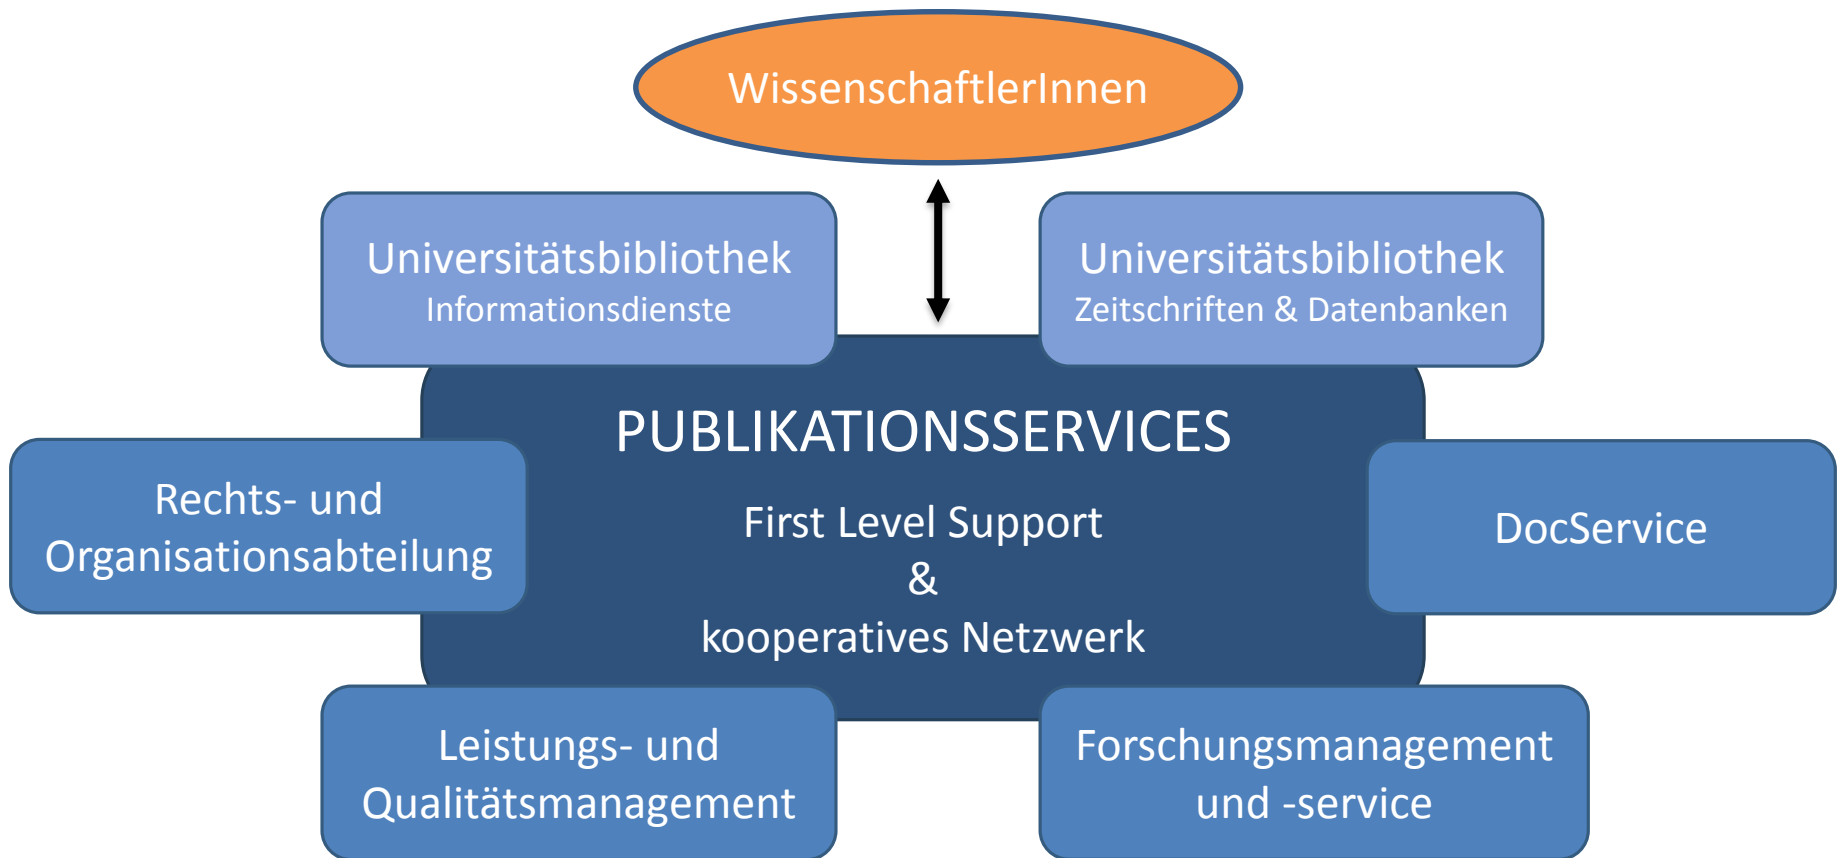 WissenschaftlerInnen
Universitätsbibliothek
Informationsdienste
Universitätsbibliothek
Zeitschriften & Datenbanken
PUBLIKATIONSSERVICES
First Level Support
&
kooperatives Netzwerk
Rechts- und
Organisationsabteilung
DocService
Leistungs- und
Qualitätsmanagement
Forschungsmanagement
und -service